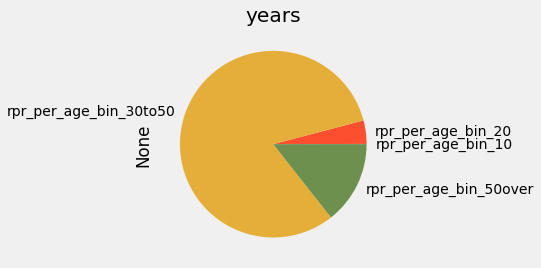 years
rpr_per_age_bin_30to50
rpr_per_age_bin_20
rpr_per_age_bin_10
None
rpr_per_age_bin_50over